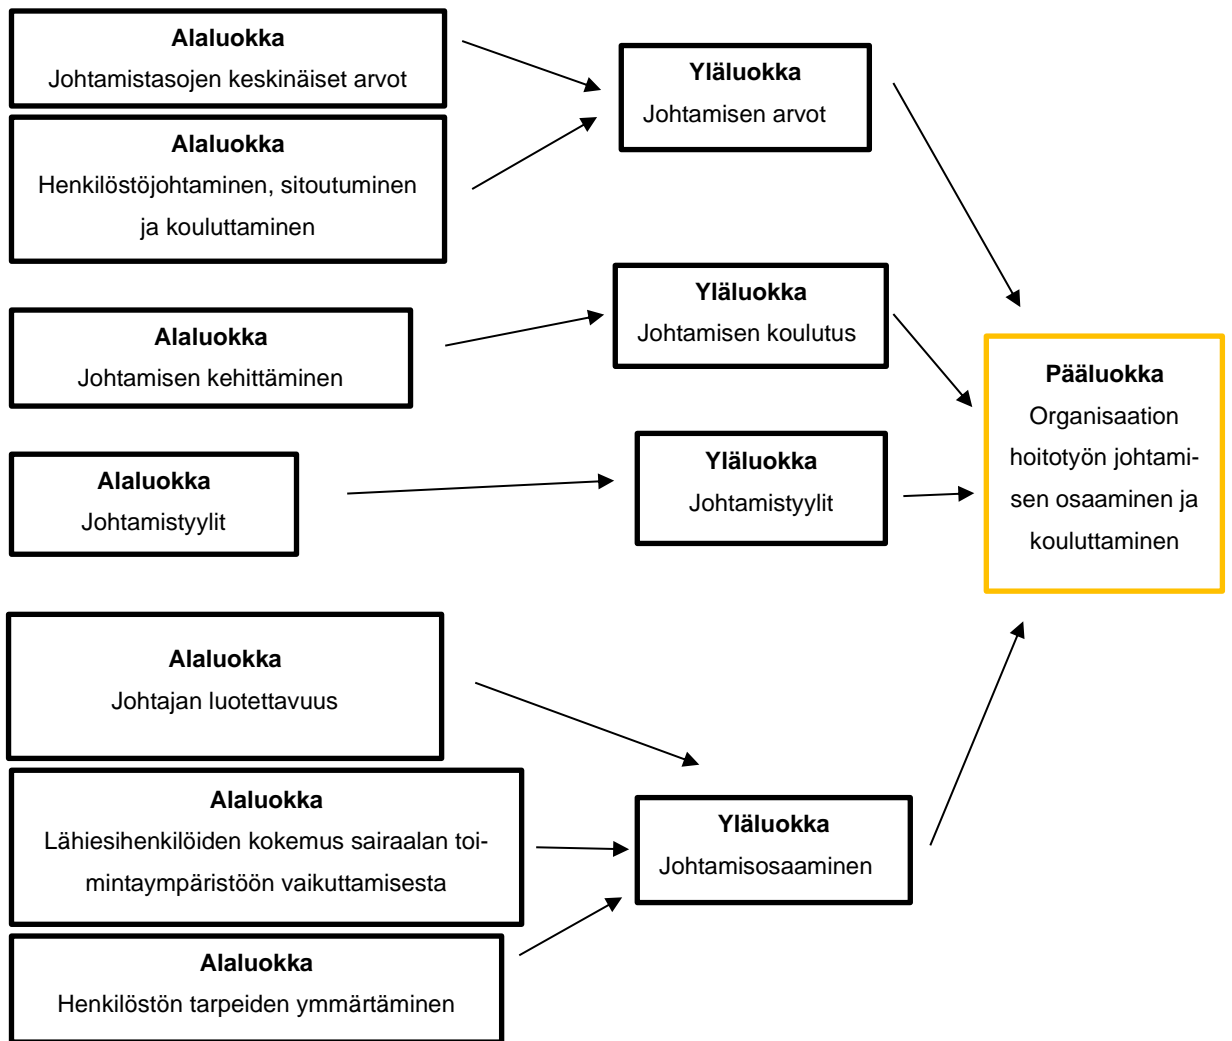 Alaluokka
Johtamistasojen keskinäiset arvot
Alaluokka
Henkilöstöjohtaminen, sitoutuminen
ja kouluttaminen
Alaluokka
Johtamisen kehittäminen
Alaluokka
Johtamistyylit
Alaluokka
Johtajan luotettavuus
Alaluokka
Lähiesihenkilöiden kokemus sairaalan toi-
mintaympäristöön vaikuttamisesta
Alaluokka
Henkilöstön tarpeiden ymmärtäminen
Yläluokka
Johtamisen arvot
Yläluokka
Johtamisen koulutus
Yläluokka
Johtamistyylit
Yläluokka
Johtamisosaaminen
Pääluokka
Organisaation
hoitotyön johtami-
sen osaaminen ja
kouluttaminen